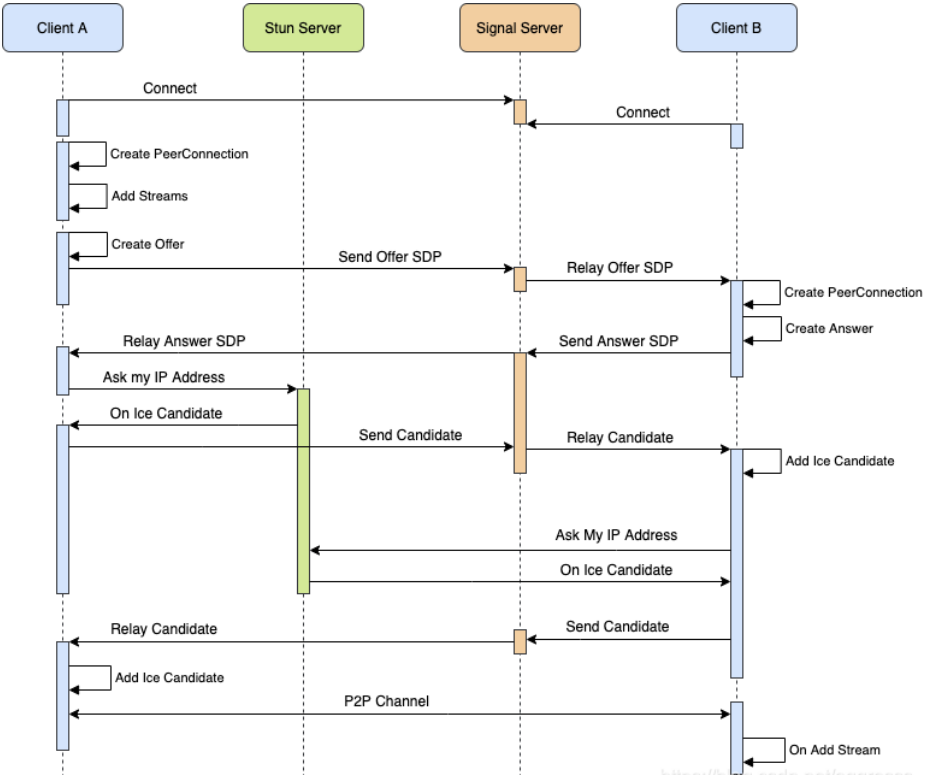 Client A
Stun Server
Signal Server
Client B
Connect
Connect
Create PeerConnection
Add Streams
Create Offer
Send Offer SDP
Relay Offer SDP
Create PeerConnection
Create Answer
Relay Answer SDP
Send Answer SDP
Ask my IP Address
On Ice Candidate
Send Candidate
Relay Candidate
Add Ice Candidate
Ask My IP Address
On Ice Candidate
Send Candidate
Relay Candidate
Add Ice Candidate
P2P Channel
On Add Stream